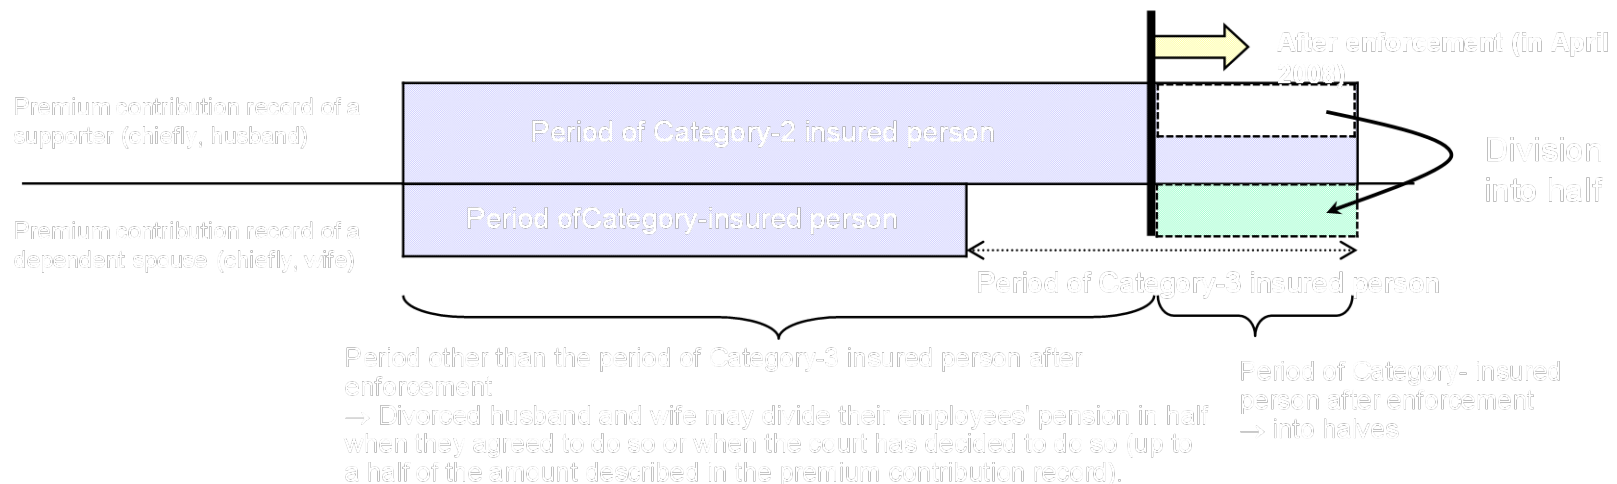 After enforcement (in April
2008)
Premium contribution record of a
supporter (chiefly, husband)
Period of Category-2 insured person
Division
into half
Premium contribution record of a
dependent spouse (chiefly, wife)
Period ofCategory-insured person
Period of Category-3 insured person
Period other than the period of Category-3 insured person after
enforcement
→ Divorced husband and wife may divide their employees' pension in half
when they agreed to do so or when the court has decided to do so (up to
a half of the amount described in the premium contribution record).
Period of Category- insured
person after enforcement
→ into halves